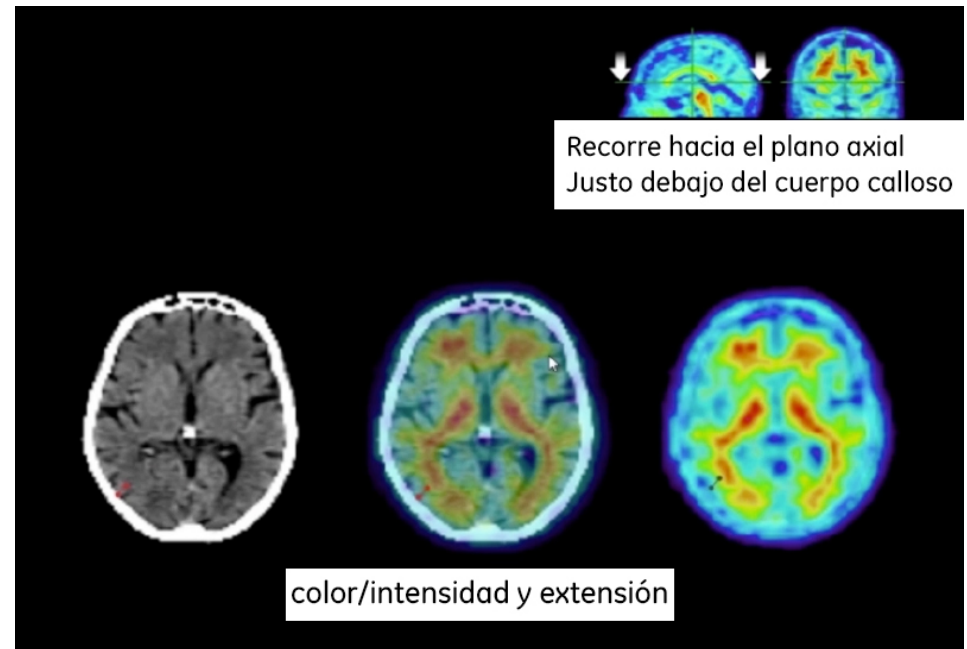 Recorre hacia el plano axial
Justo debajo del cuerpo calloso
color/intensidad y extensión